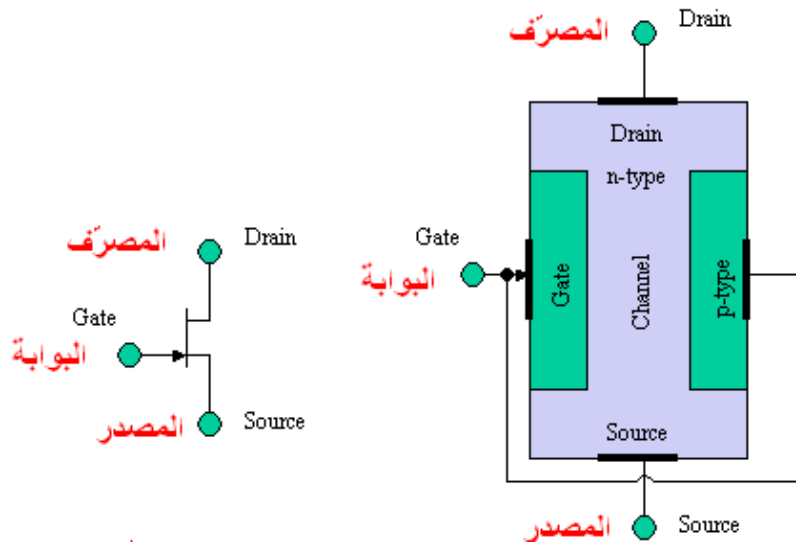 المصرّف Drain
Gate
البوابة
المصدر Source
المصرّف Drain
Drain
n-type
Gate
البوابة
Gate
Channel
p-type
Source
المصدر Source